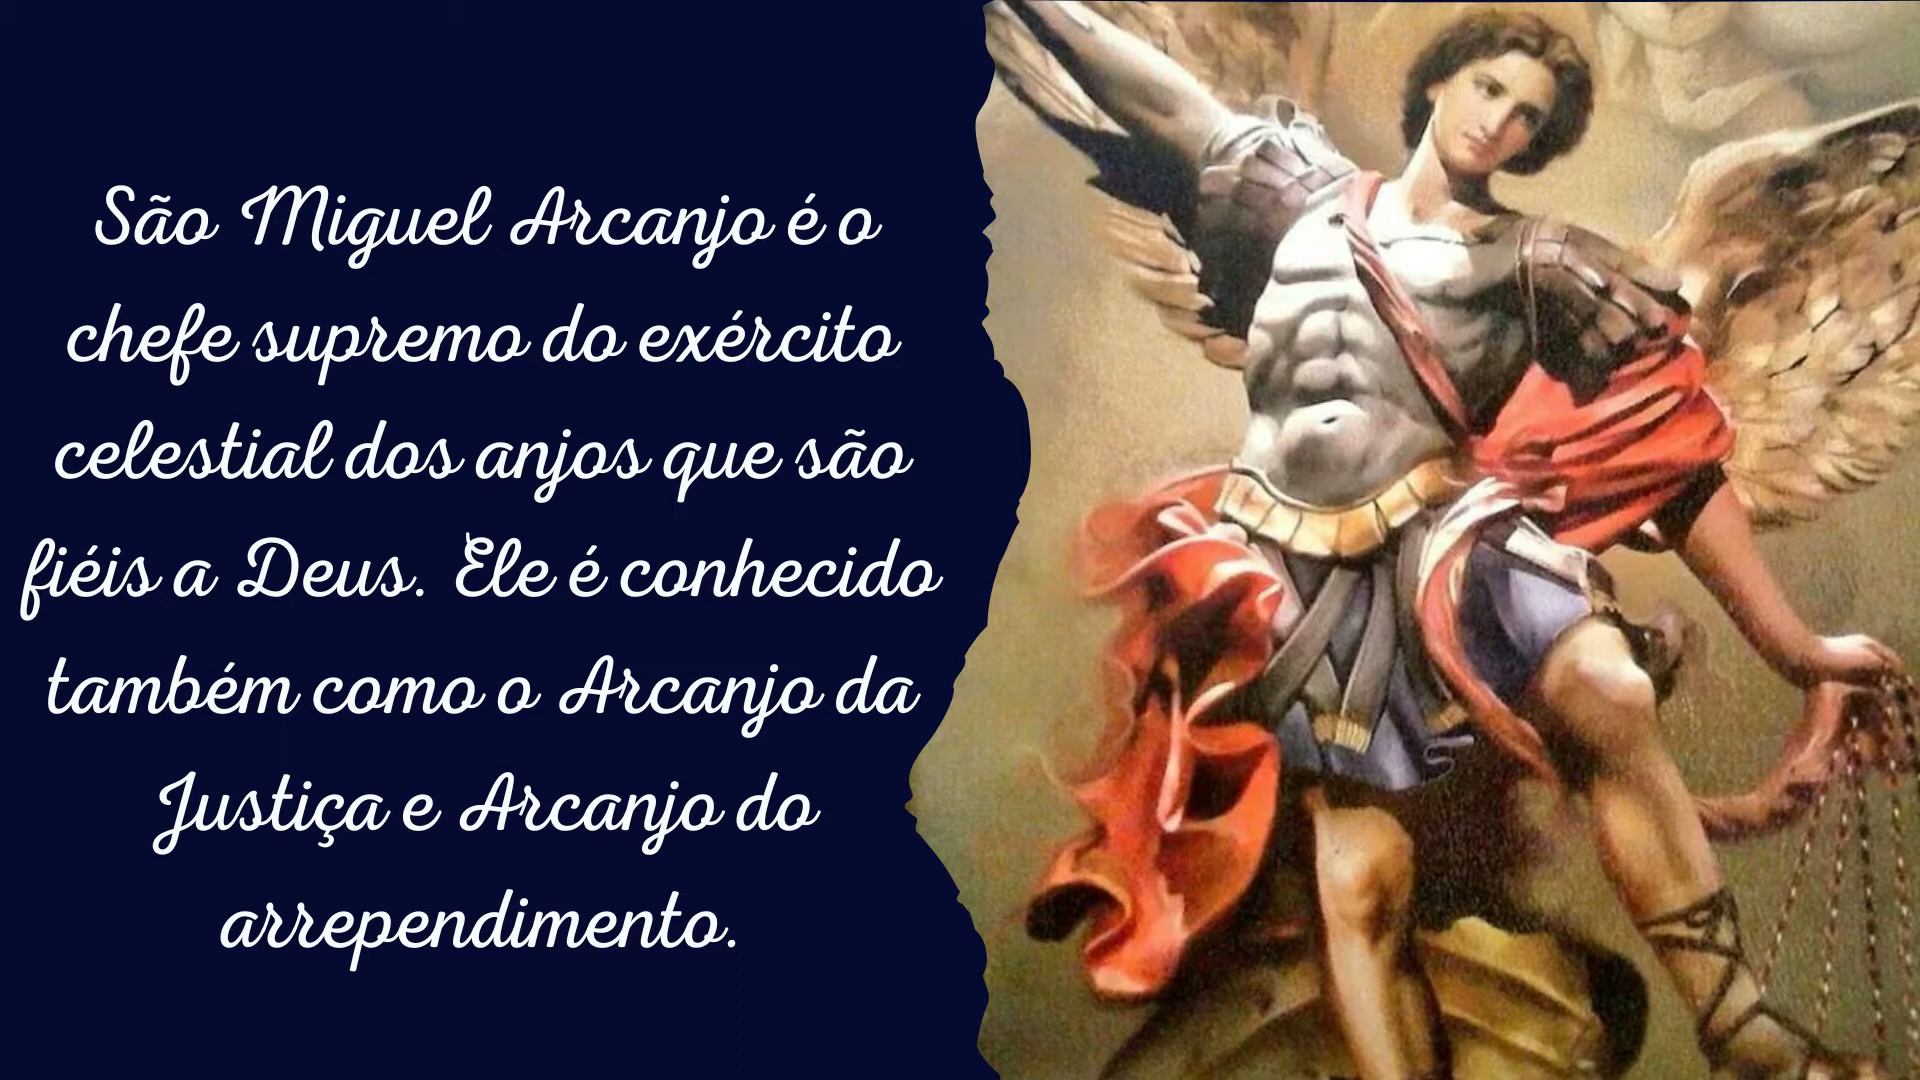 São Miguel Arcanjo é o
chefe supremo do exército
celestial dos anjos que são
fiéis a Deus. Ele é conhecido
também como o Arcanjo da
Justiça e Arcanjo do
arrependimento.